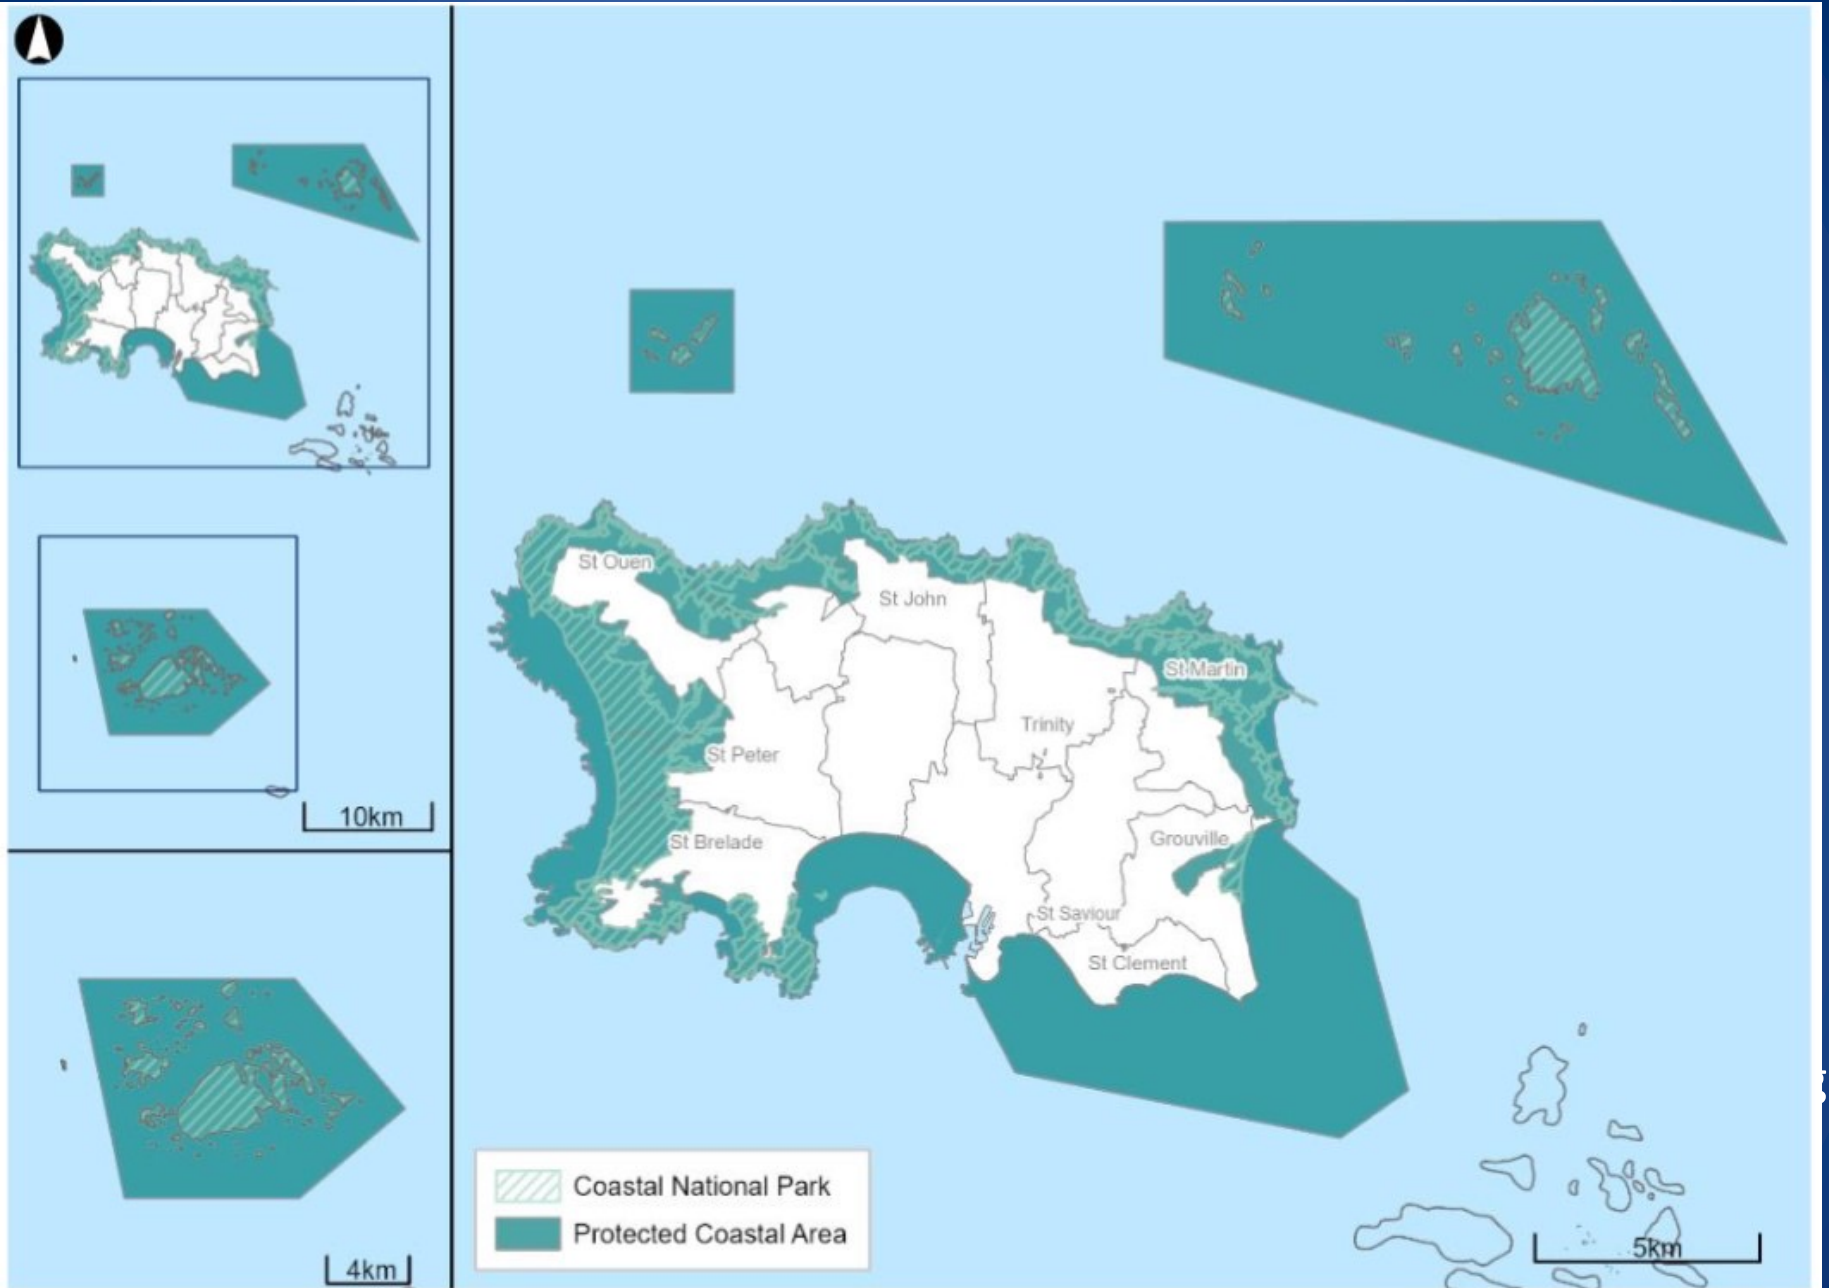 10km
4km
St Ouen
St John
St Martin
Trinity
St Peter
St Brelade
Grouville
St Saviour
St Clement
Coastal National Park
Protected Coastal Area
5km